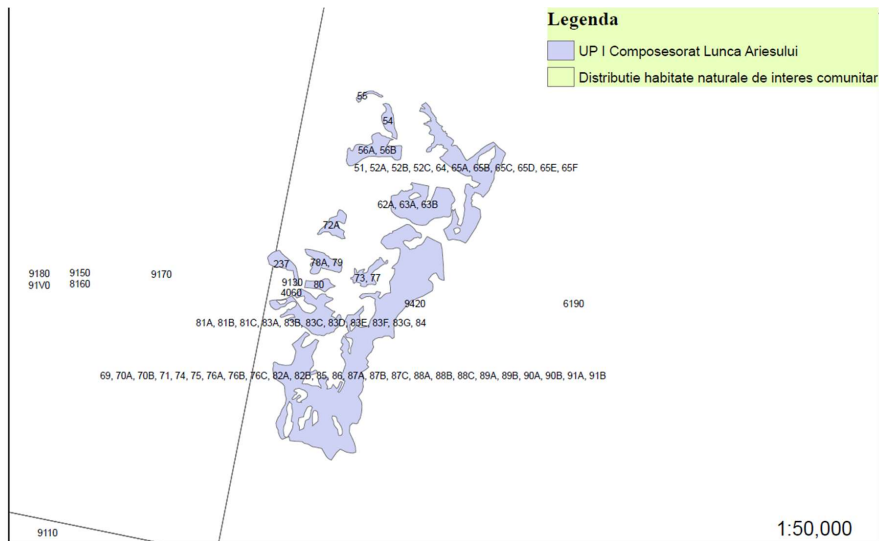 Legenda
UP I Composesorat Lunca Ariesului
Distributie habitate naturale de interes comunitar
55
54
56A, 56B
51, 52A, 52B, 52C, 64, 65A, 65B, 65C, 65D, 65E, 65F
62A, 63A, 63B
72A
237
78A, 79
9180
9150
9170
73, 77
9130
80
91V0
8160
4060
9420
6190
81A, 81B, 81C, 83A, 83B, 83C, 83D, 83E, 83F, 83G, 84
69, 70A, 70B, 71, 74, 75, 76A, 76B, 76C, 82A, 82B, 85, 86, 87A, 87B, 87C, 88A, 88B, 88C, 89A, 89B, 90A, 90B, 91A, 91B
9110
1:50,000